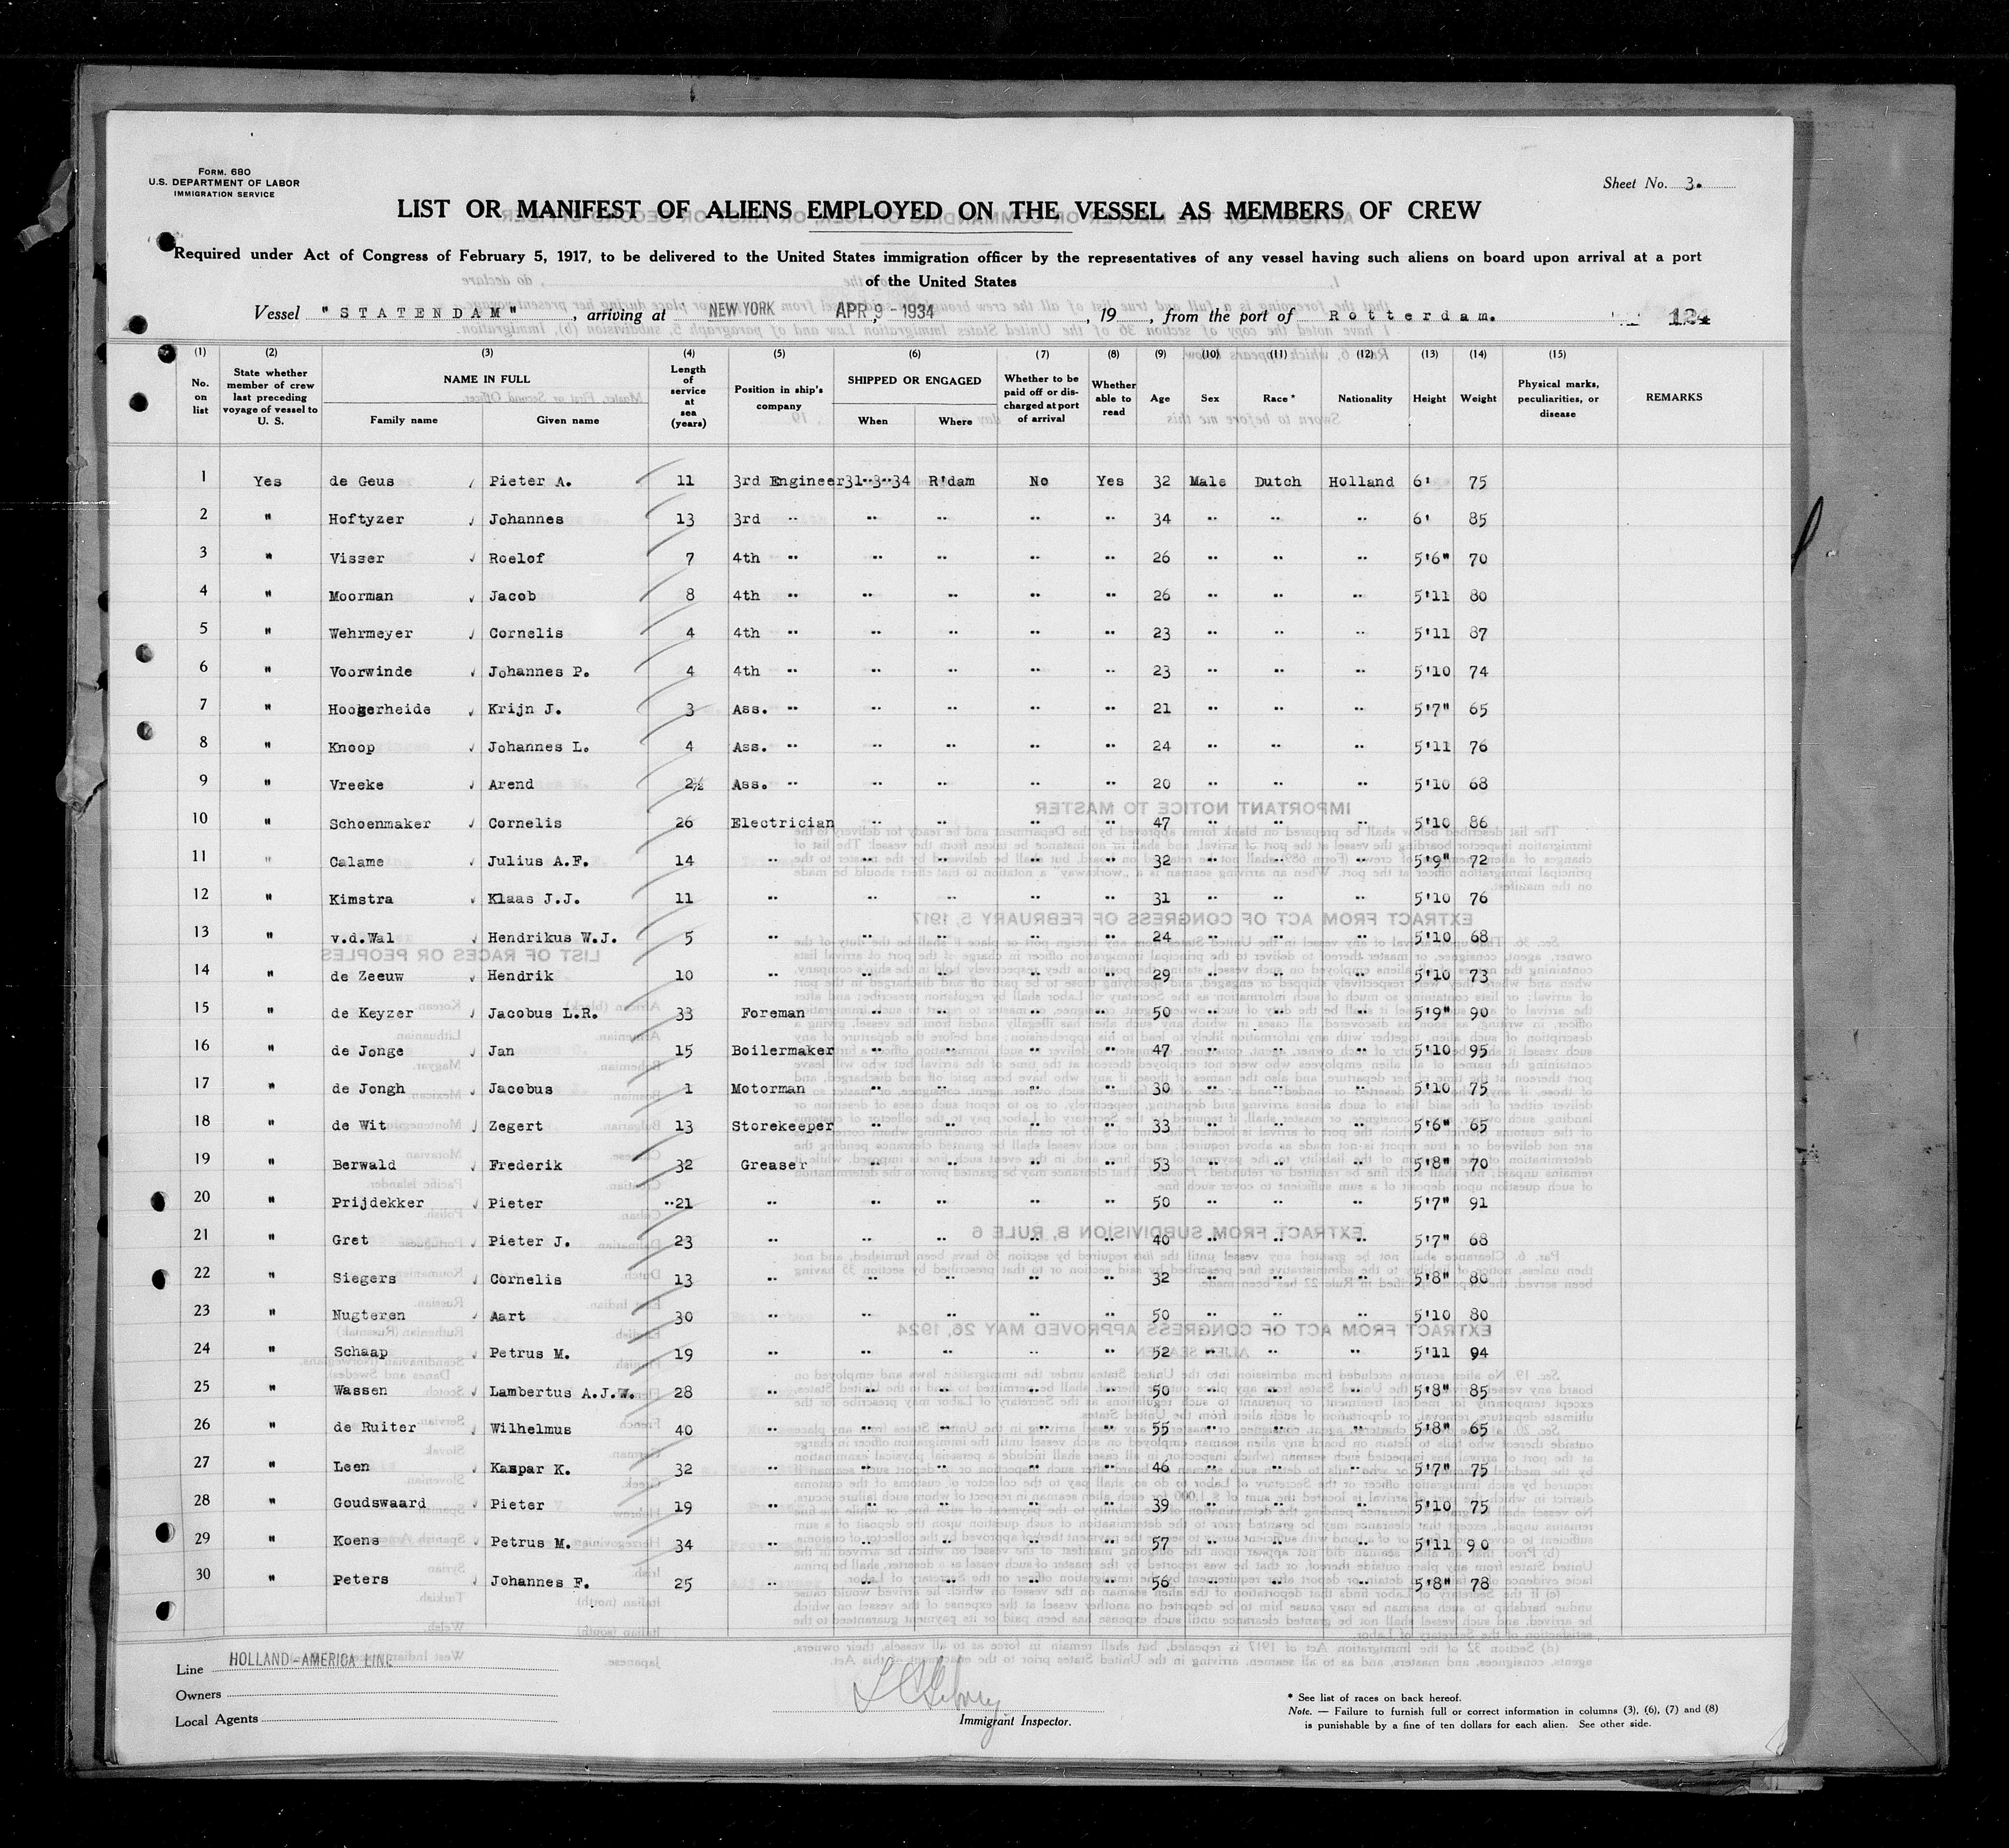 FORM. 680
U.S. DEPARTMENT OF LABOR
IMMIGRATION SERVICE
Sheet No. 3.
LIST OR MANIFEST OF ALIENS EMPLOYED ON THE VESSEL AS MEMBERS OF CREW
Required under Act of Congress of February 5, 1917, to be delivered to the United States immigration officer by the representatives of any vessel having such aliens on board upon arrival at a port
of the United States
Vessel "STATENDAM", arriving at NEW YORK APR 9 - 1934, 19, from the port of Rotterdam. 124
(1) (2) (3) (4) (5) (6) (7) (8) (9) (10) (11) (12) (13) (14) (15)
No. on list | State whether member of crew last preceding voyage of vessel to U. S. | NAME IN FULL | Family name | Given name | Length of service at sea (years) | Position in ship's company | SHIPPED OR ENGAGED | When | Where | Whether to be paid off or discharged at port of arrival | Whether able to read | Age | Sex | Race * | Nationality | Height | Weight | Physical marks, peculiarities, or disease | REMARKS
1 Yes de Geus Pieter A. 11 3rd Engineer 31-3-34 R'dam No Yes 32 Male Dutch Holland 6' 75
2 " Hoftyzer Johannes 13 3rd " " " " " 34 " " " 6' 85
3 " Visser Roelof 7 4th " " " " " 26 " " " 5'6" 70
4 " Moorman Jacob 8 4th " " " " " 26 " " " 5'11 80
5 " Wehrmeyer Cornelis 4 4th " " " " " 23 " " " 5'11 87
6 " Voorwinde Johannes P. 4 4th " " " " " 23 " " " 5'10 74
7 " Hoogerheide Krijn J. 3 Ass. " " " " " 21 " " " 5'7" 65
8 " Knoop Johannes L. 4 Ass. " " " " " 24 " " " 5'11 76
9 " Vreeke Arend 2½ Ass. " " " " " 20 " " " 5'10 68
10 " Schoenmaker Cornelis 26 Electrician " " " " 47 " " " 5'10 86
11 " Calame Julius A.F. 14 " " " " " 32 " " " 5'9" 72
12 " Kimstra Klaas J.J. 11 " " " " " 31 " " " 5'10 76
13 " v.d.Wal Hendrikus W.J. 5 " " " " " 24 " " " 5'10 68
14 " de Zeeuw Hendrik 10 " " " " " 29 " " " 5'10 73
15 " de Keyzer Jacobus L.R. 33 Foreman " " " " 50 " " " 5'9" 90
16 " de Jonge Jan 15 Boilermaker " " " " 47 " " " 5'10 95
17 " de Jongh Jacobus 1 Motorman " " " " 30 " " " 5'10 75
18 " de Wit Zegert 13 Storekeeper " " " " 33 " " " 5'6" 65
19 " Berwald Frederik 32 Greaser " " " " 53 " " " 5'8" 70
20 " Prijdekker Pieter "21 " " " " " 50 " " " 5'7" 91
21 " Gret Pieter J. 23 " " " " " 40 " " " 5'7" 68
22 " Siegers Cornelis 13 " " " " " 32 " " " 5'8" 80
23 " Nugteren Aart 30 " " " " " 50 " " " 5'10 80
24 " Schaap Petrus M. 19 " " " " " 52 " " " 5'11 94
25 " Wassen Lambertus A.J.W. 28 " " " " " 50 " " " 5'8" 85
26 " de Ruiter Wilhelmus 40 " " " " " 55 " " " 5'8" 65
27 " Leen Kaspar K. 32 " " " " " 46 " " " 5'7" 75
28 " Goudswaard Pieter 19 " " " " " 39 " " " 5'10 75
29 " Koens Petrus M. 34 " " " " " 57 " " " 5'11 90
30 " Peters Johannes F. 25 " " " " " 56 " " " 5'8" 78
Line HOLLAND-AMERICA LINE
Owners
Local Agents
Immigrant Inspector.
* See list of races on back hereof.
Note. — Failure to furnish full or correct information in columns (3), (6), (7) and (8)
is punishable by a fine of ten dollars for each alien. See other side.